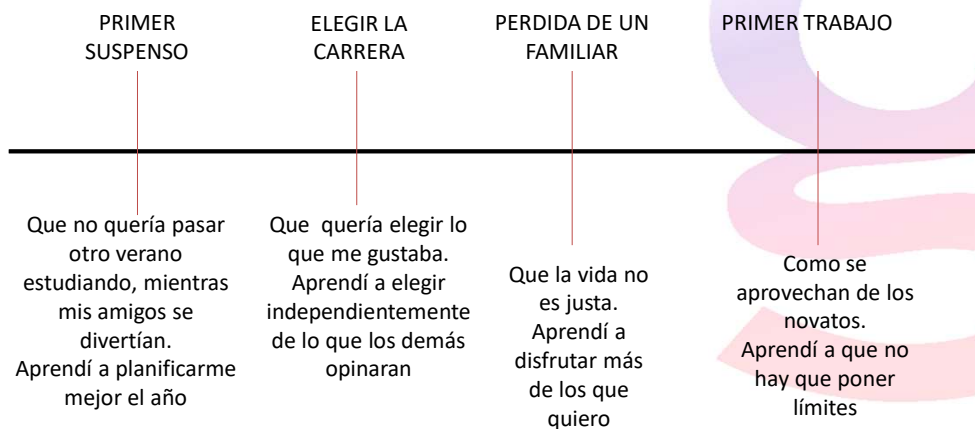 PRIMER
SUSPENSO
ELEGIR LA
CARRERA
PERDIDA DE UN
FAMILIAR
PRIMER TRABAJO
Que no quería pasar
otro verano
estudiando, mientras
mis amigos se
divertían.
Aprendí a planificarme
mejor el año
Que quería elegir lo
que me gustaba.
Aprendí a elegir
independientemente
de lo que los demás
opinaran
Que la vida no
es justa.
Aprendí a
disfrutar más
de los que
quiero
Como se
aprovechan de los
novatos.
Aprendí a que no
hay que poner
límites